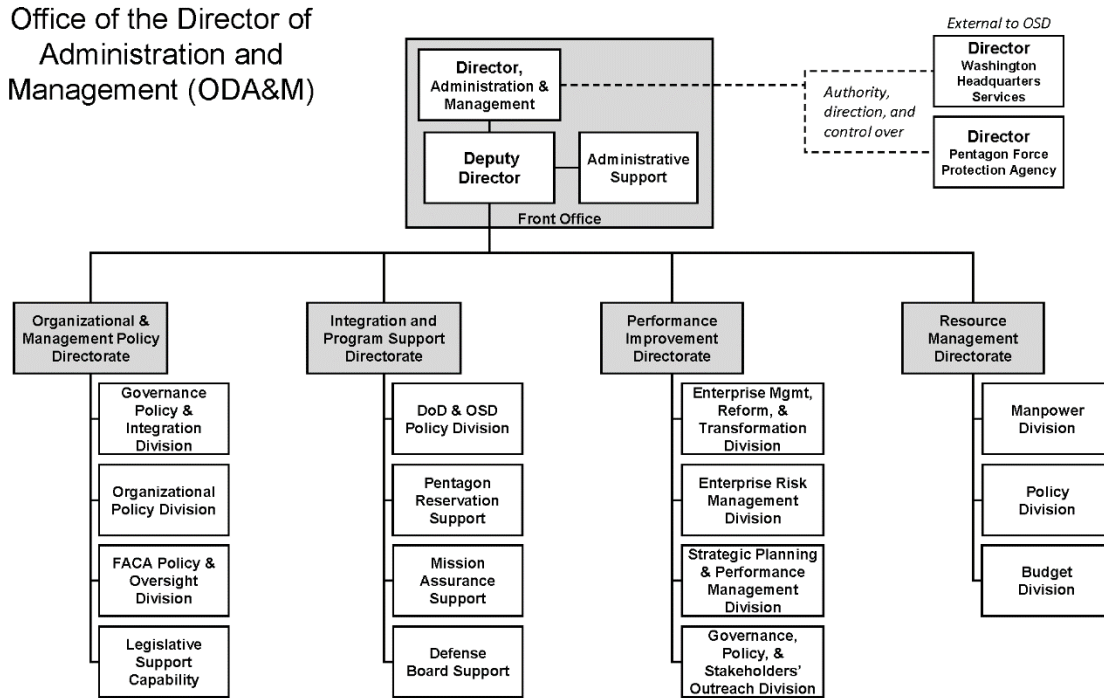 Office of the Director of
Administration and
Management (ODA&M)
External to OSD
Director,
Administration &
Management
Director
Washington
Headquarters
Services
Authority,
direction, and
control over
Director
Pentagon Force
Protection Agency
Deputy
Director
Administrative
Support
Front Office
Organizational &
Management Policy
Directorate
Governance
Policy &
Integration
Division
Organizational
Policy Division
FACA Policy &
Oversight
Division
Legislative
Support
Capability
Integration and
Program Support
Directorate
DoD & OSD
Policy Division
Pentagon
Reservation
Support
Mission
Assurance
Support
Defense
Board Support
Performance
Improvement
Directorate
Enterprise Mgmt,
Reform, &
Transformation
Division
Enterprise Risk
Management
Division
Strategic Planning
& Performance
Management
Division
Governance,
Policy, &
Stakeholders’
Outreach Division
Resource
Management
Directorate
Manpower
Division
Policy
Division
Budget
Division